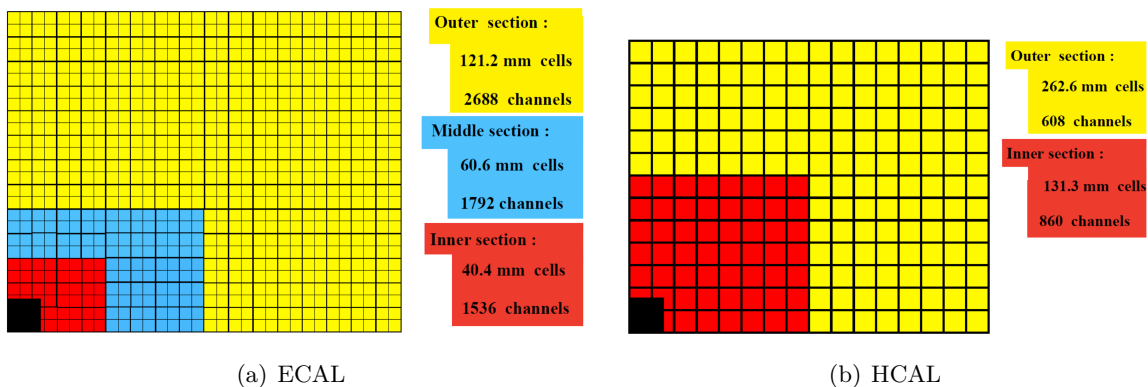 Outer section :
121.2 mm cells
2688 channels
Middle section :
60.6 mm cells
1792 channels
Inner section :
40.4 mm cells
1536 channels
(a) ECAL
Outer section :
262.6 mm cells
608 channels
Inner section :
131.3 mm cells
860 channels
(b) HCAL